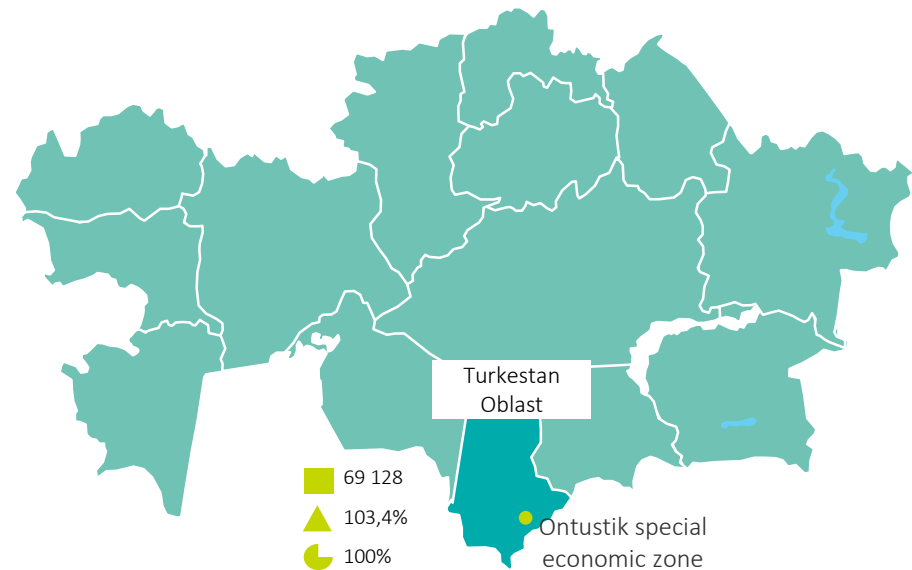 Turkestan
Oblast
69 128
103,4%
100%
Ontustik special
economic zone